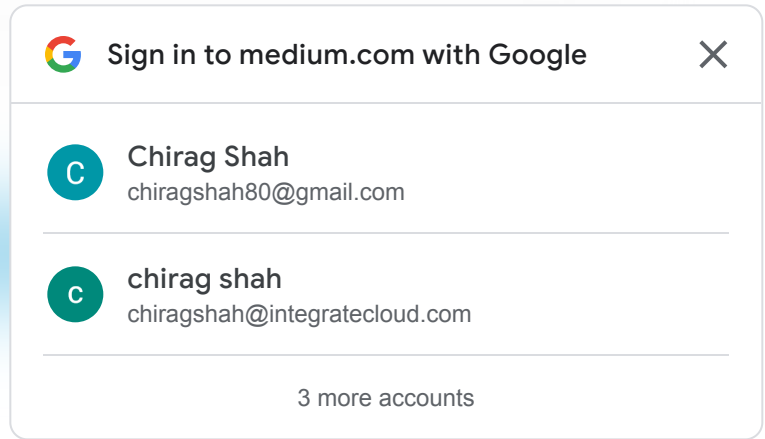 Sign in to medium.com with Google
C
Chirag Shah
chiragshah80@gmail.com
c
chirag shah
chiragshah@integratecloud.com
3 more accounts